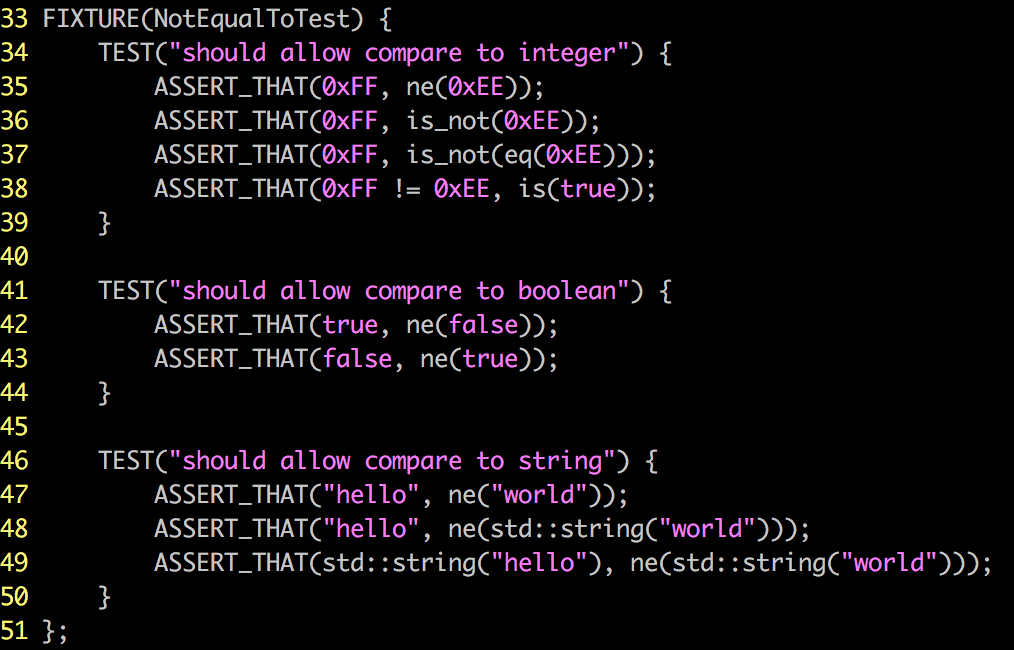 33 FIXTURE(NotEqualToTest) {
34     TEST("should allow compare to integer") {
35         ASSERT_THAT(0xFF, ne(0xEE));
36         ASSERT_THAT(0xFF, is_not(0xEE));
37         ASSERT_THAT(0xFF, is_not(eq(0xEE)));
38         ASSERT_THAT(0xFF != 0xEE, is(true));
39     }
40
41     TEST("should allow compare to boolean") {
42         ASSERT_THAT(true, ne(false));
43         ASSERT_THAT(false, ne(true));
44     }
45
46     TEST("should allow compare to string") {
47         ASSERT_THAT("hello", ne("world"));
48         ASSERT_THAT("hello", ne(std::string("world")));
49         ASSERT_THAT(std::string("hello"), ne(std::string("world")));
50     }
51 };